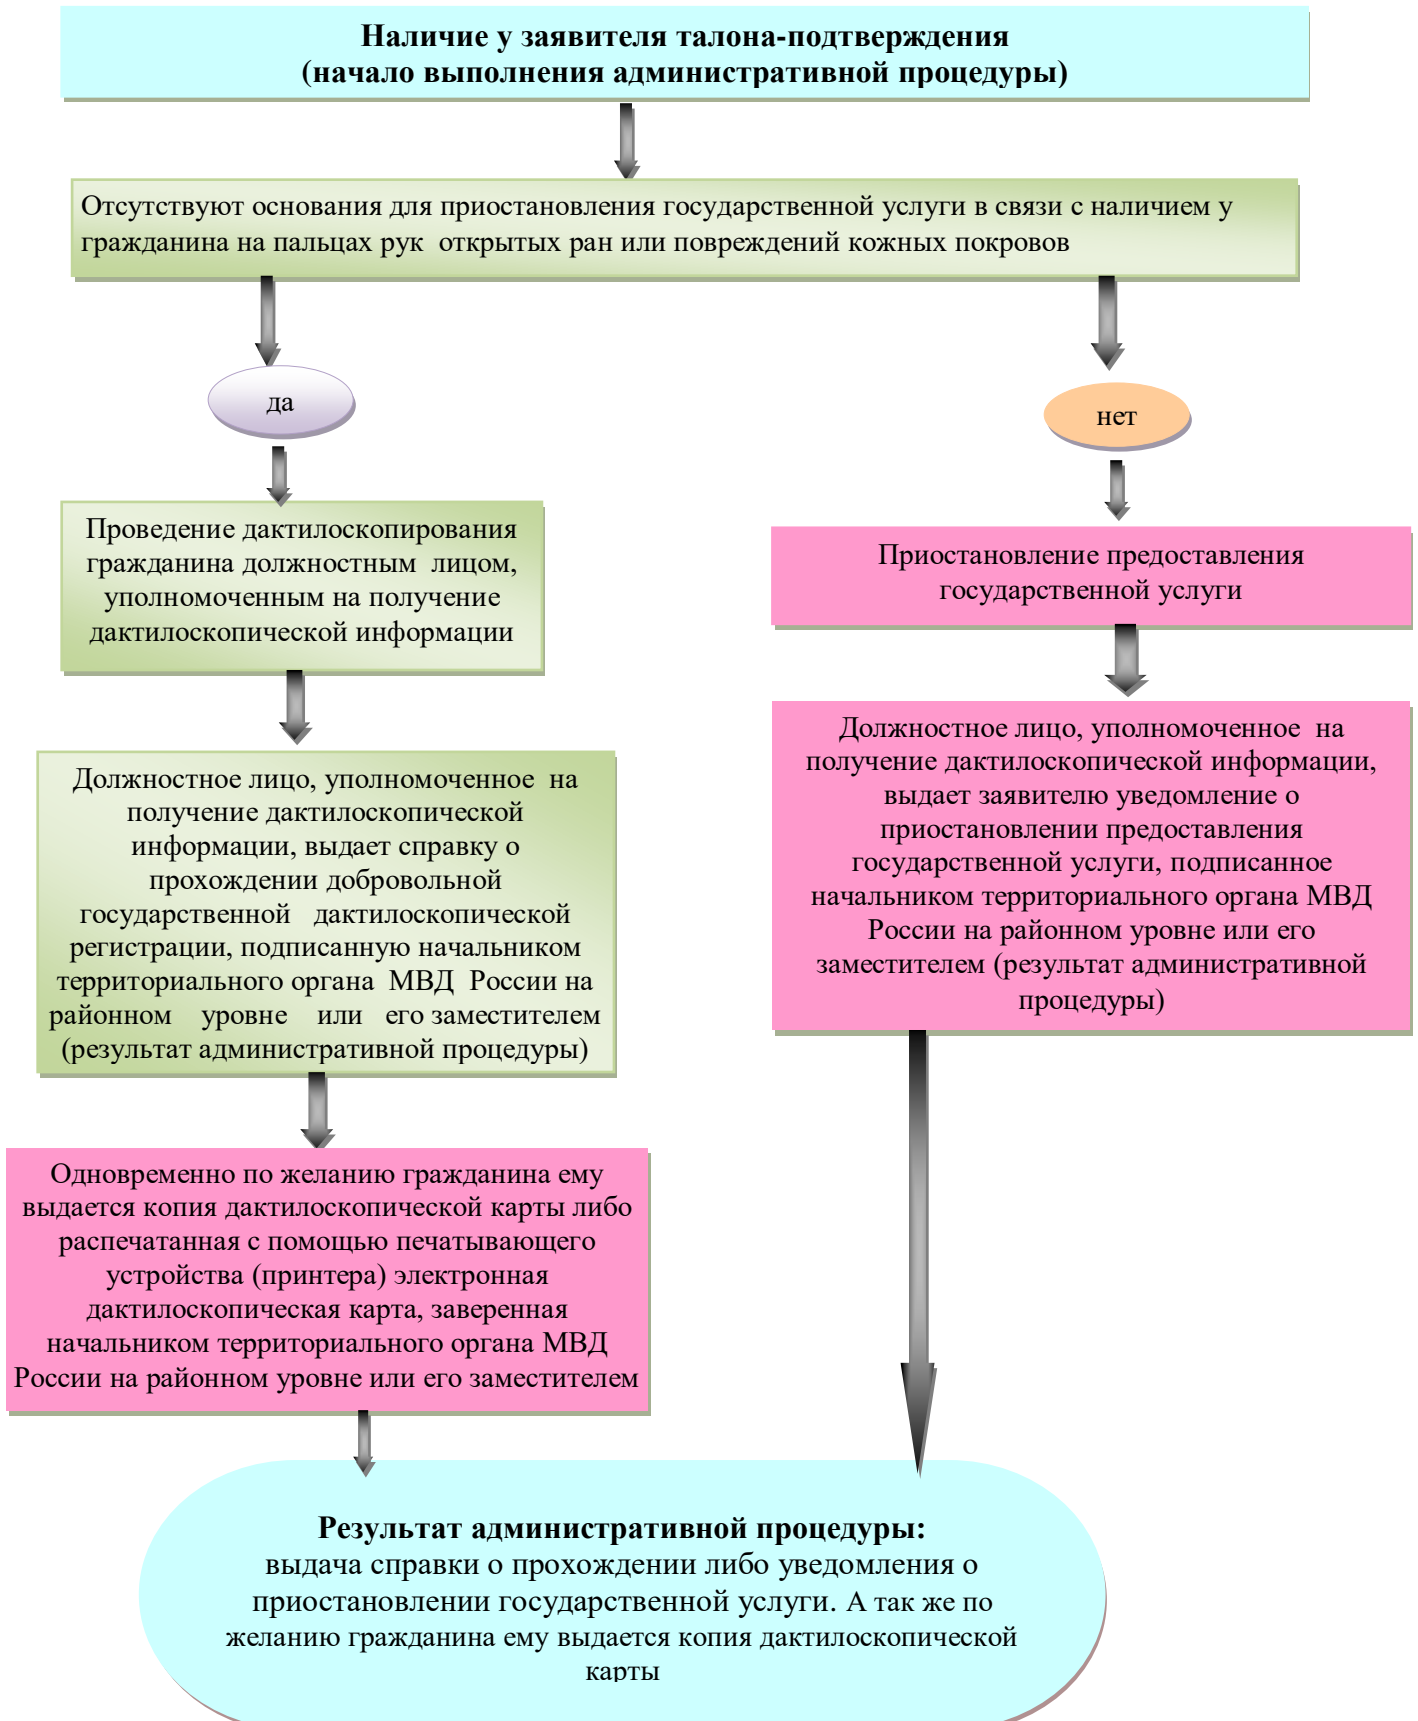 Наличие у заявителя талона-подтверждения
(начало выполнения административной процедуры)
Отсутствуют основания для приостановления государственной услуги в связи с наличием у
гражданина на пальцах рук открытых ран или повреждений кожных покровов
да
нет
Проведение дактилоскопирования
гражданина должностным лицом,
уполномоченным на получение
дактилоскопической информации
Приостановление предоставления
государственной услуги
Должностное лицо, уполномоченное на
получение дактилоскопической
информации, выдает справку о
прохождении добровольной
государственной дактилоскопической
регистрации, подписанную начальником
территориального органа МВД России на
районном уровне или его заместителем
(результат административной процедуры)
Должностное лицо, уполномоченное на
получение дактилоскопической информации,
выдает заявителю уведомление о
приостановлении предоставления
государственной услуги, подписанное
начальником территориального органа МВД
России на районном уровне или его
заместителем (результат административной
процедуры)
Одновременно по желанию гражданина ему
выдается копия дактилоскопической карты либо
распечатанная с помощью печатывающего
устройства (принтера) электронная
дактилоскопическая карта, заверенная
начальником территориального органа МВД
России на районном уровне или его заместителем
Результат административной процедуры:
выдача справки о прохождении либо уведомления о
приостановлении государственной услуги. А так же по
желанию гражданина ему выдается копия дактилоскопической
карты